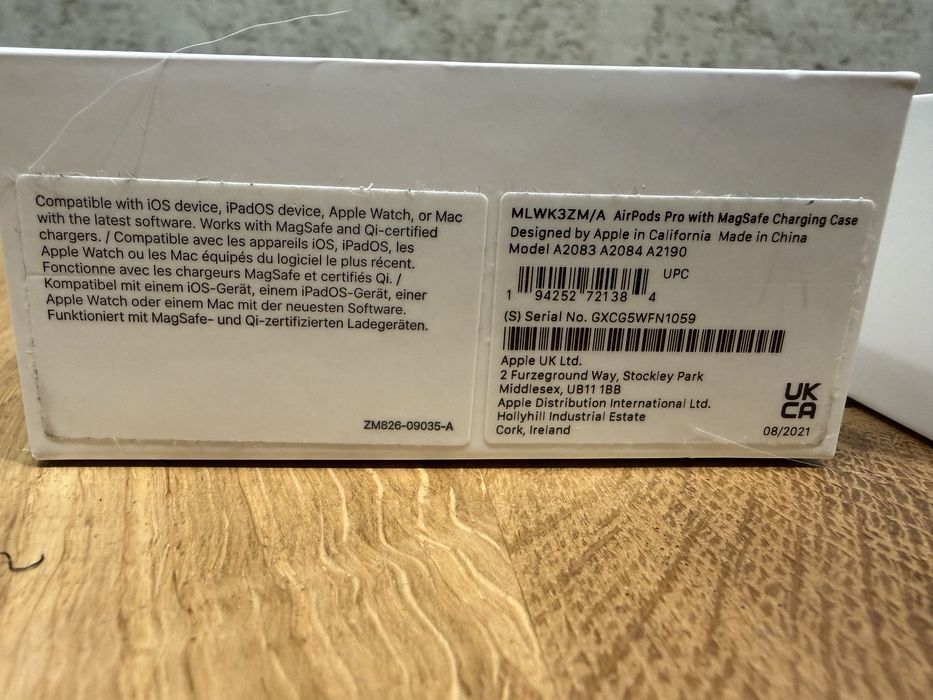 Compatible with iOS device, iPadOS device, Apple Watch, or Mac
with the latest software. Works with MagSafe and Qi-certified
chargers. / Compatible avec les appareils iOS, iPadOS, les
Apple Watch ou les Mac équipés du logiciel le plus récent.
Fonctionne avec les chargeurs MagSafe et certifiés Qi. /
Kompatibel mit einem iOS-Gerät, einem iPadOS-Gerät, einer
Apple Watch oder einem Mac mit der neuesten Software.
Funktioniert mit MagSafe- und Qi-zertifizierten Ladegeräten.
ZM826-09035-A
MLWK3ZM/A AirPods Pro with MagSafe Charging Case
Designed by Apple in California Made in China
Model A2083 A2084 A2190
UPC
1 94252 72138 4
(S) Serial No. GXCG5WFN1059
Apple UK Ltd.
2 Furzeground Way, Stockley Park
Middlesex, UB11 1BB
Apple Distribution International Ltd.
Hollyhill Industrial Estate
Cork, Ireland
UK
CA
08/2021